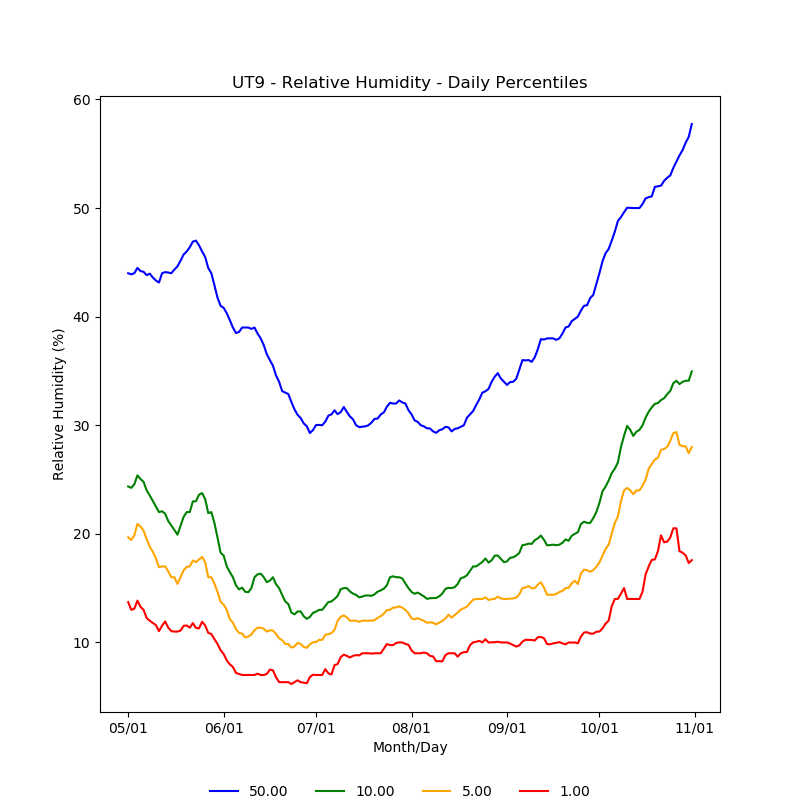 UT9 - Relative Humidity - Daily Percentiles
60
50
40
30
20
10
Relative Humidity (%)
05/01 06/01 07/01 08/01 09/01 10/01 11/01
Month/Day
50.00 10.00 5.00 1.00